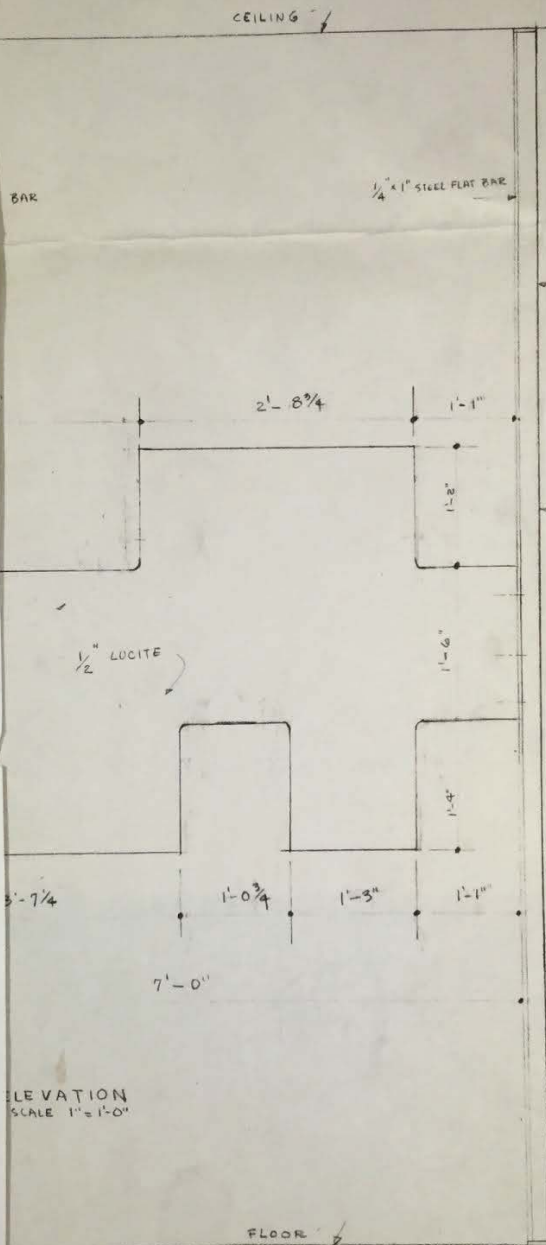 CEILING
BAR
1/4" x 1" STEEL FLAT BAR
2'- 8 3/4
1'-1"
1'-2"
1'-6"
1/2" LUCITE
1'-4"
3'-7 1/4
1'-0 3/4
1'-3"
1'-1"
7'-0"
ELEVATION
SCALE 1" = 1'-0"
FLOOR